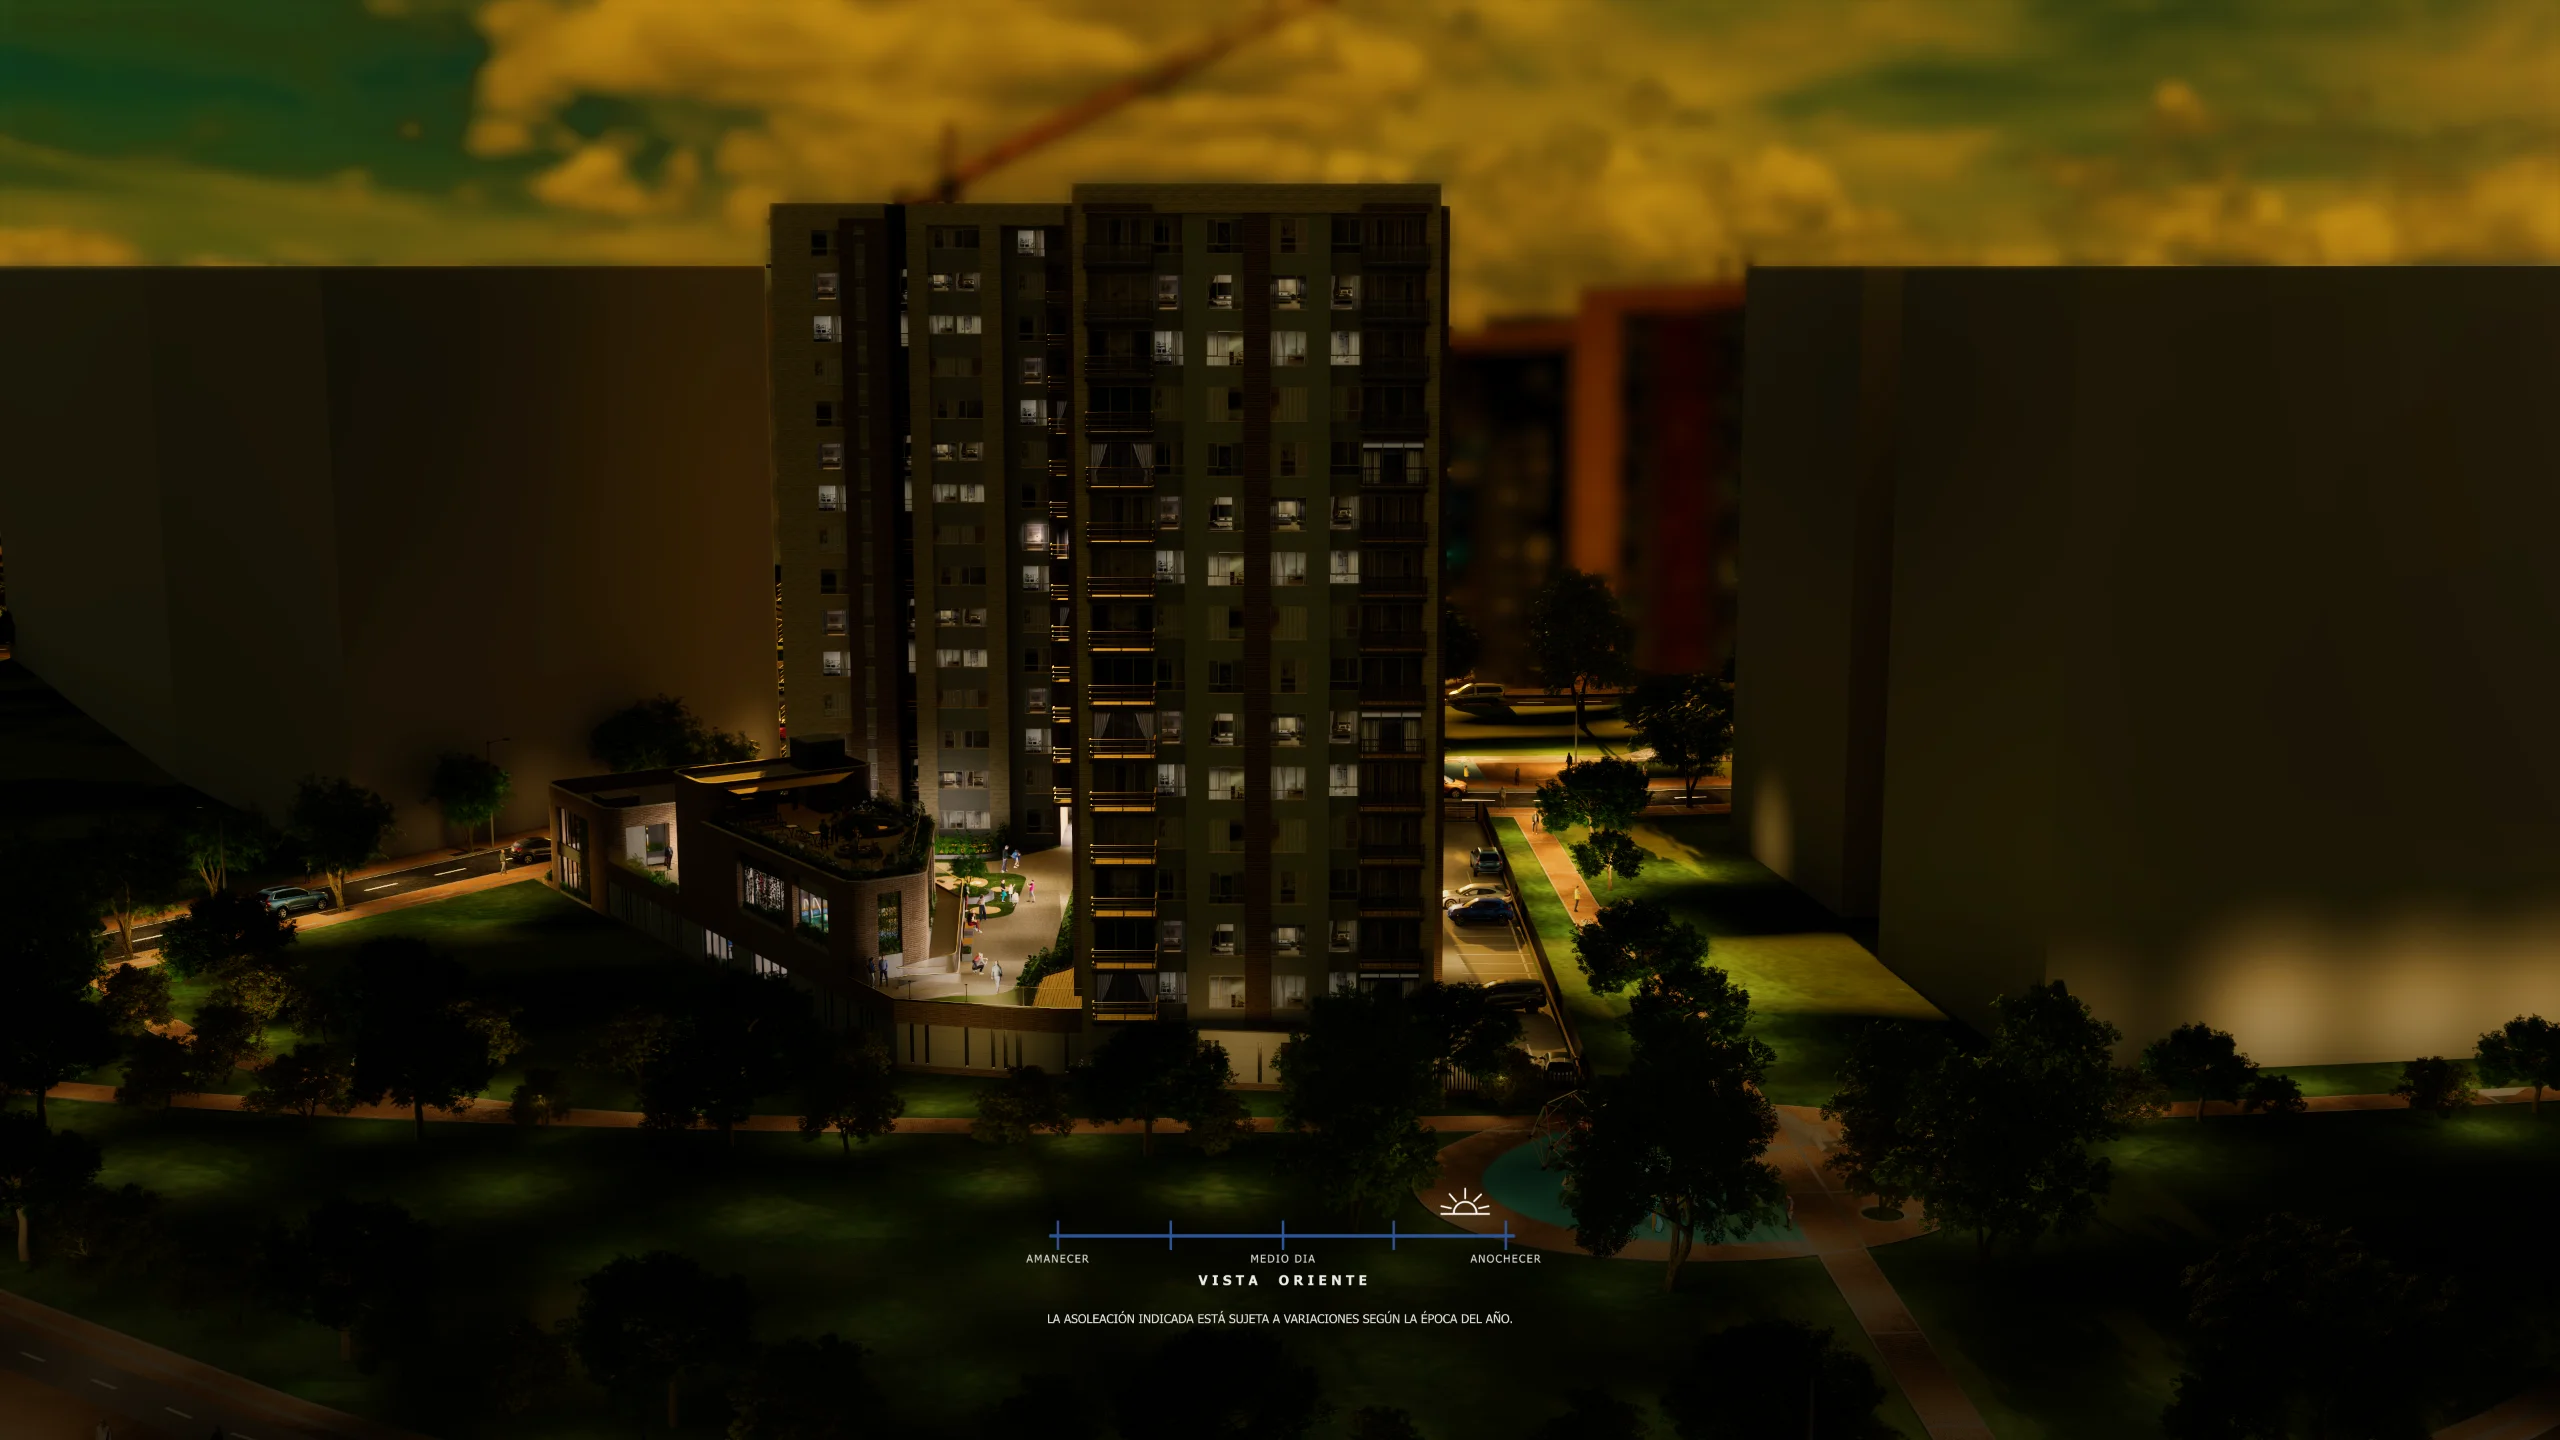 AMANECER MEDIO DIA ANOCHECER
VISTA ORIENTE
LA ASOLEACIÓN INDICADA ESTÁ SUJETA A VARIACIONES SEGÚN LA ÉPOCA DEL AÑO.